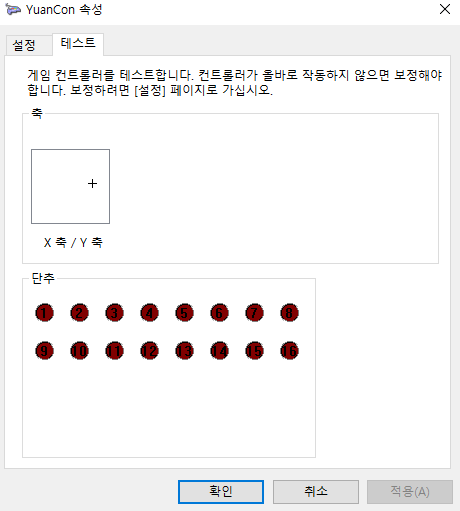 YuanCon 속성
설정
테스트
게임 컨트롤러를 테스트합니다. 컨트롤러가 올바로 작동하지 않으면 보정해야
합니다. 보정하려면 [설정] 페이지로 가십시오.
축
X 축 / Y 축
단추
1 2 3 4 5 6 7 8
9 10 11 12 13 14 15 16
확인
취소
적용(A)